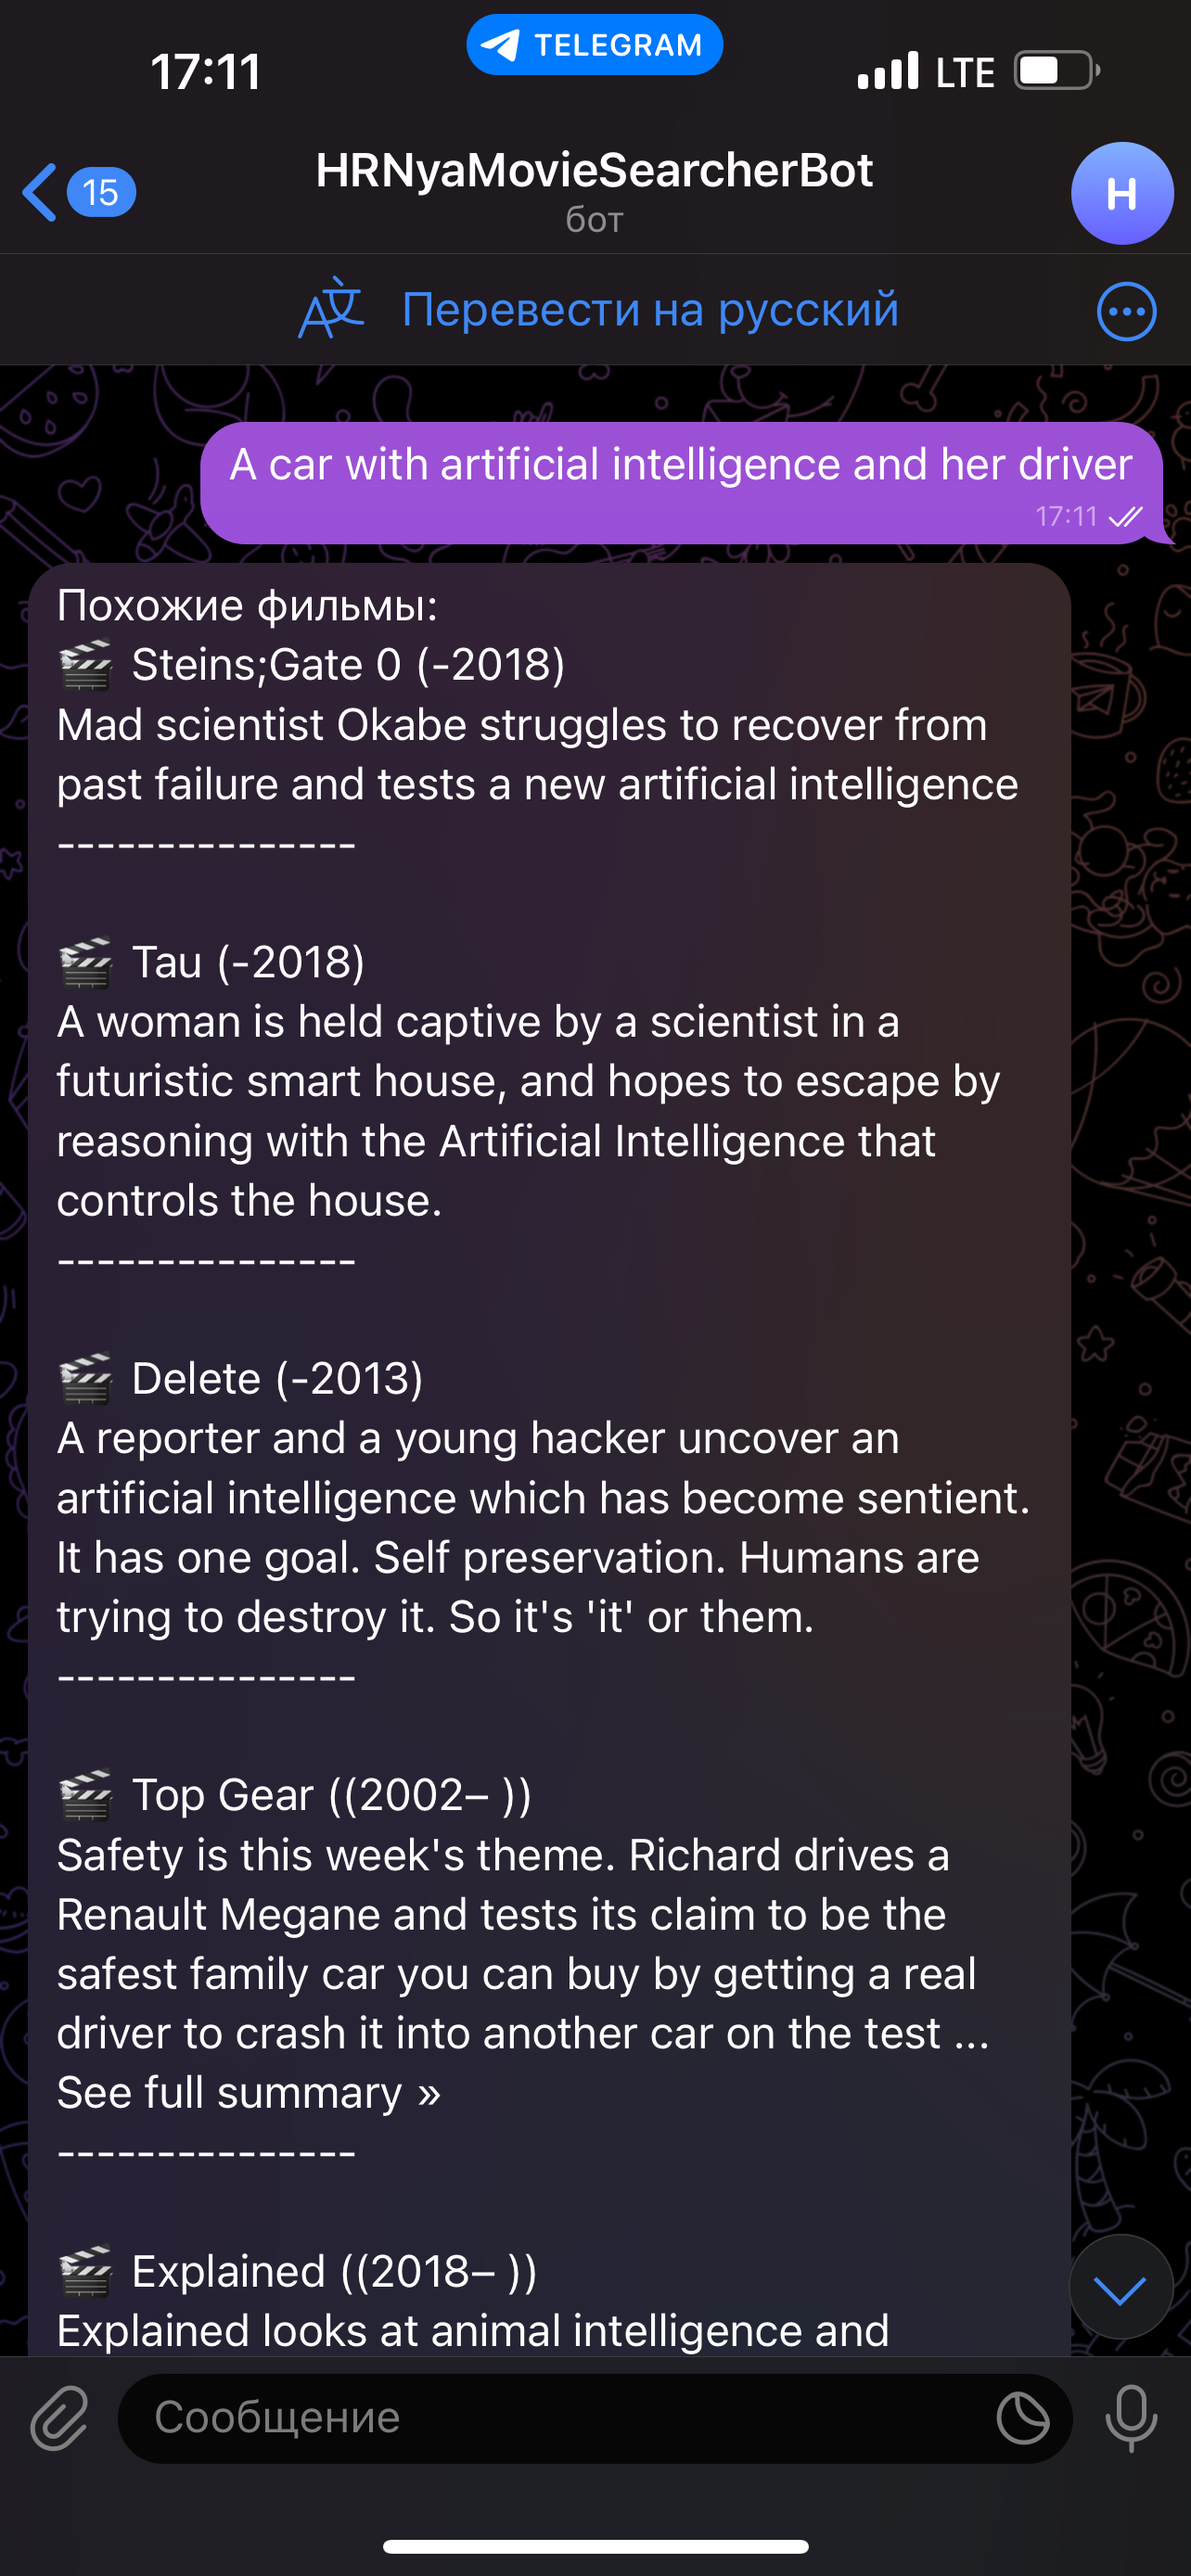 17:11
TELEGRAM
LTE
15
HRNyaMovieSearcherBot
бот
H
Перевести на русский
A car with artificial intelligence and her driver
17:11
Похожие фильмы:
🎬 Steins;Gate 0 (-2018)
Mad scientist Okabe struggles to recover from
past failure and tests a new artificial intelligence
---------------
🎬 Tau (-2018)
A woman is held captive by a scientist in a
futuristic smart house, and hopes to escape by
reasoning with the Artificial Intelligence that
controls the house.
---------------
🎬 Delete (-2013)
A reporter and a young hacker uncover an
artificial intelligence which has become sentient.
It has one goal. Self preservation. Humans are
trying to destroy it. So it's 'it' or them.
---------------
🎬 Top Gear ((2002– ))
Safety is this week's theme. Richard drives a
Renault Megane and tests its claim to be the
safest family car you can buy by getting a real
driver to crash it into another car on the test ...
See full summary »
---------------
🎬 Explained ((2018– ))
Explained looks at animal intelligence and
Сообщение